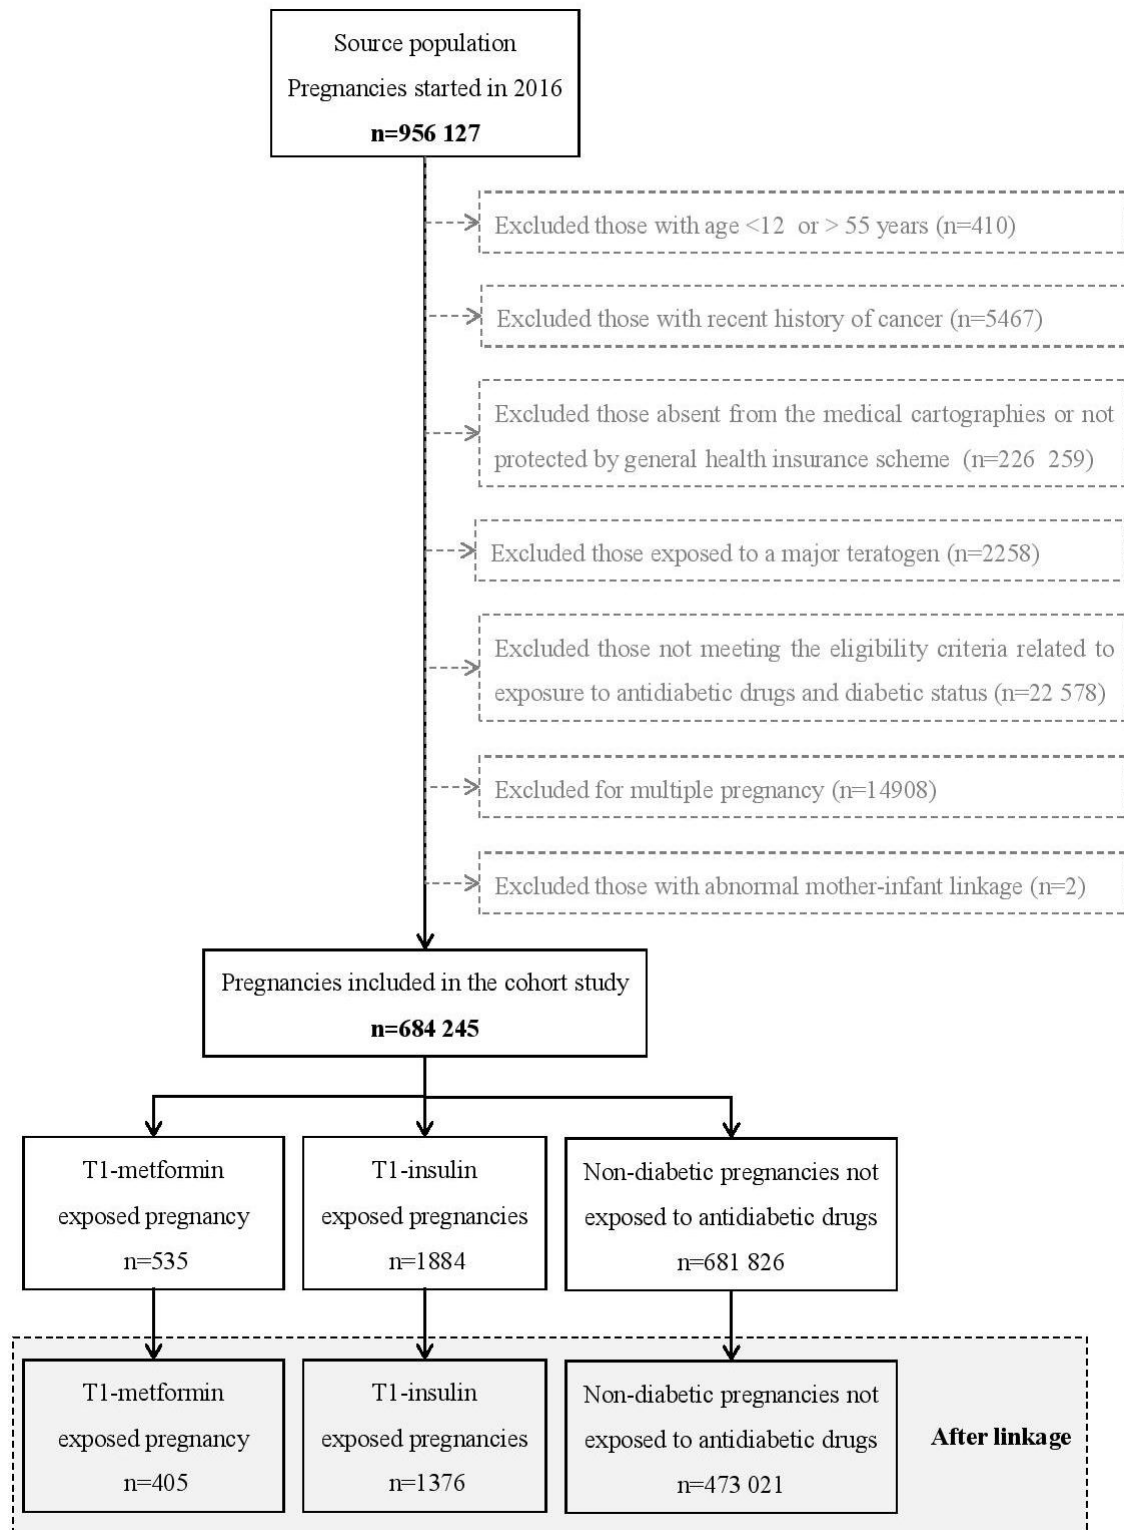 Source population
Pregnancies started in 2016
n=956 127
Excluded those with age <12 or > 55 years (n=410)
Excluded those with recent history of cancer (n=5467)
Excluded those absent from the medical cartographies or not
protected by general health insurance scheme (n=226 259)
Excluded those exposed to a major teratogen (n=2258)
Excluded those not meeting the eligibility criteria related to
exposure to antidiabetic drugs and diabetic status (n=22 578)
Excluded for multiple pregnancy (n=14908)
Excluded those with abnormal mother-infant linkage (n=2)
Pregnancies included in the cohort study
n=684 245
T1-metformin
exposed pregnancy
n=535
T1-insulin
exposed pregnancies
n=1884
Non-diabetic pregnancies not
exposed to antidiabetic drugs
n=681 826
T1-metformin
exposed pregnancy
n=405
T1-insulin
exposed pregnancies
n=1376
Non-diabetic pregnancies not
exposed to antidiabetic drugs
n=473 021
After linkage